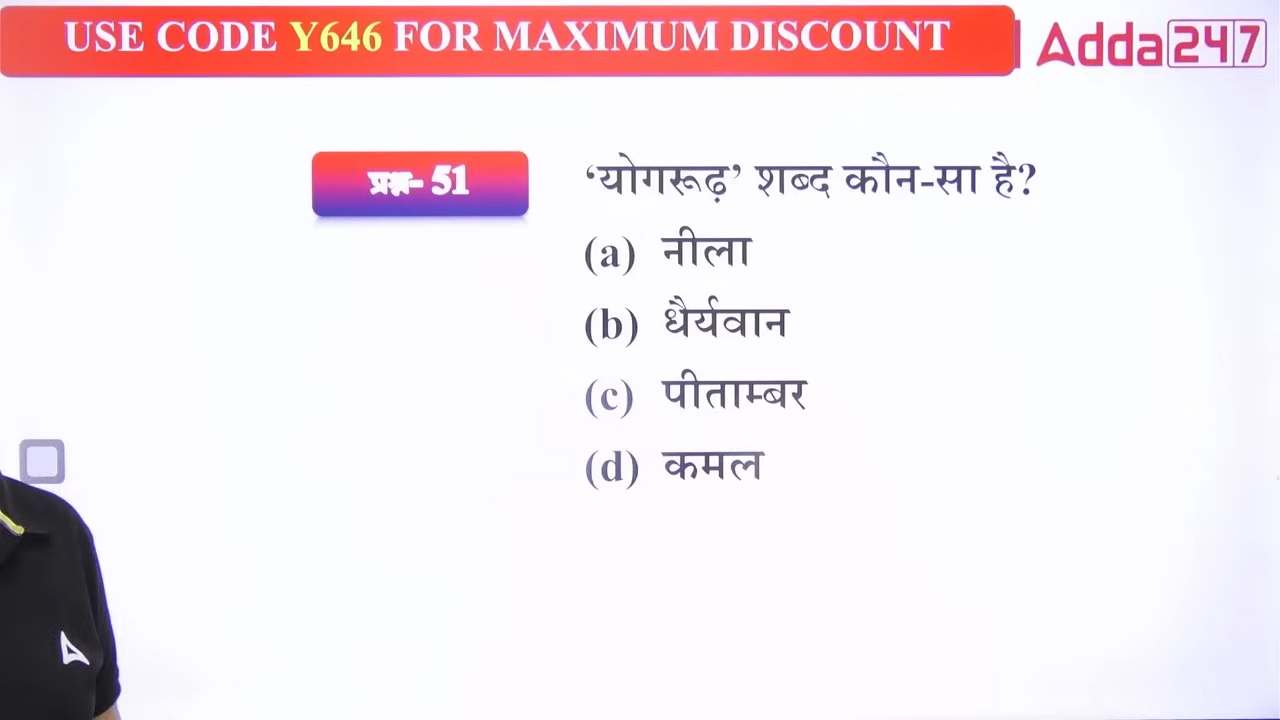 USE CODE Y646 FOR MAXIMUM DISCOUNT
Adda247
प्रश्न- 51
‘योगरूढ़’ शब्द कौन-सा है?
(a) नीला
(b) धैर्यवान
(c) पीताम्बर
(d) कमल